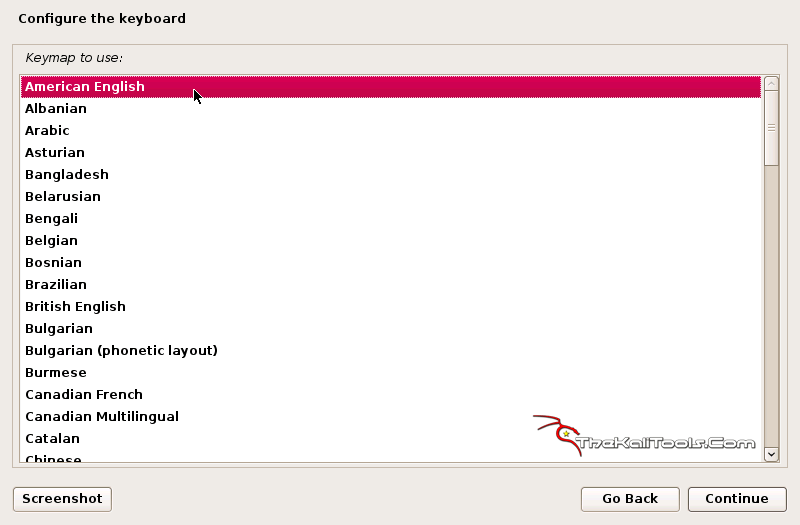 Configure the keyboard
Keymap to use:
American English
Albanian
Arabic
Asturian
Bangladesh
Belarusian
Bengali
Belgian
Bosnian
Brazilian
British English
Bulgarian
Bulgarian (phonetic layout)
Burmese
Canadian French
Canadian Multilingual
Catalan
Chinese
TheKaliTools.Com
Screenshot
Go Back
Continue